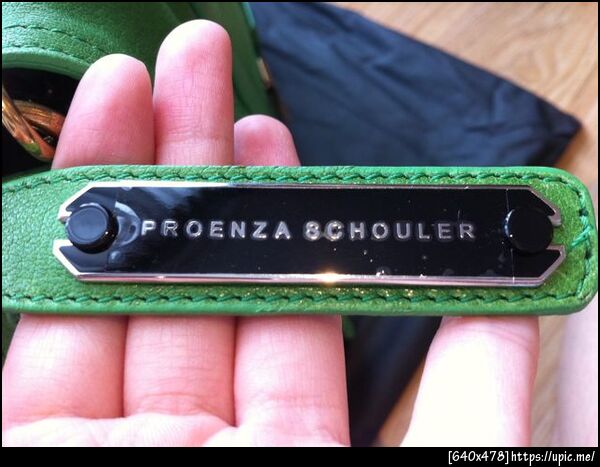 PROENZA SCHOULER
[640x478]https://upic.me/